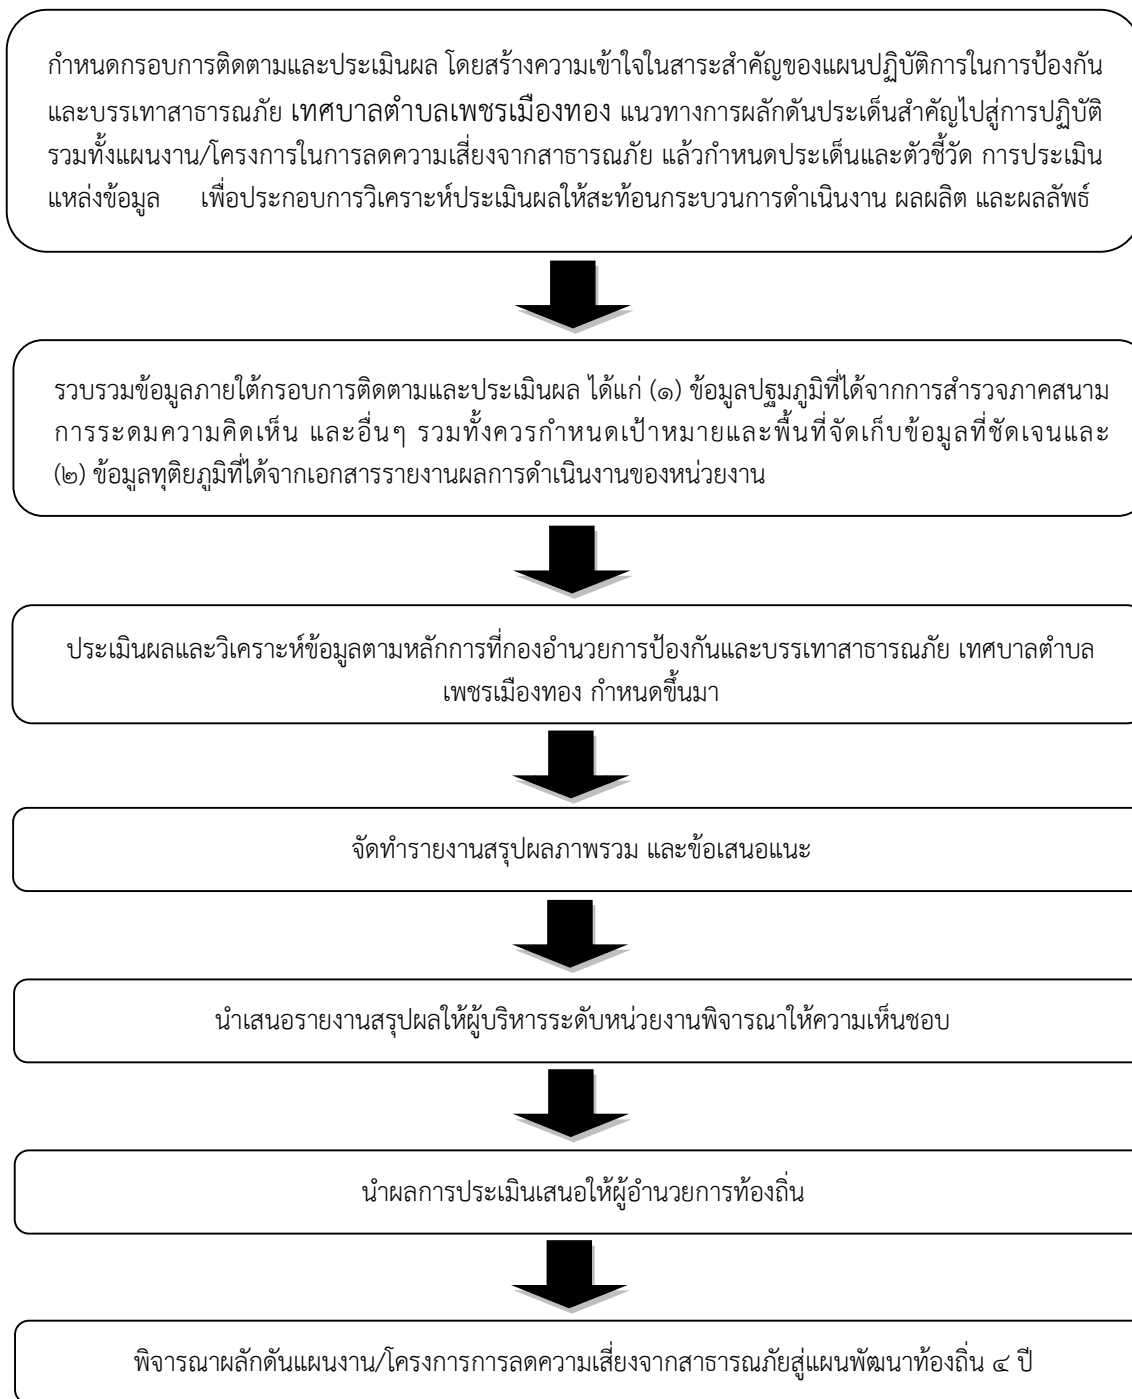 กำหนดกรอบการติดตามและประเมินผล โดยสร้างความเข้าใจในสาระสำคัญของแผนปฏิบัติการในการป้องกัน
และบรรเทาสาธารณภัย เทศบาลตำบลเพชรเมืองทอง แนวทางการผลักดันประเด็นสำคัญไปสู่การปฏิบัติ
รวมทั้งแผนงาน/โครงการในการลดความเสี่ยงจากสาธารณภัย แล้วกำหนดประเด็นและตัวชี้วัด การประเมิน
แหล่งข้อมูล เพื่อประกอบการวิเคราะห์ประเมินผลให้สะท้อนกระบวนการดำเนินงาน ผลผลิต และผลลัพธ์
รวบรวมข้อมูลภายใต้กรอบการติดตามและประเมินผล ได้แก่ (๑) ข้อมูลปฐมภูมิที่ได้จากการสำรวจภาคสนาม
การระดมความคิดเห็น และอื่นๆ รวมทั้งควรกำหนดเป้าหมายและพื้นที่จัดเก็บข้อมูลที่ชัดเจนและ
(๒) ข้อมูลทุติยภูมิที่ได้จากเอกสารรายงานผลการดำเนินงานของหน่วยงาน
ประเมินผลและวิเคราะห์ข้อมูลตามหลักการที่กองอำนวยการป้องกันและบรรเทาสาธารณภัย เทศบาลตำบล
เพชรเมืองทอง กำหนดขึ้นมา
จัดทำรายงานสรุปผลภาพรวม และข้อเสนอแนะ
นำเสนอรายงานสรุปผลให้ผู้บริหารระดับหน่วยงานพิจารณาให้ความเห็นชอบ
นำผลการประเมินเสนอให้ผู้อำนวยการท้องถิ่น
พิจารณาผลักดันแผนงาน/โครงการการลดความเสี่ยงจากสาธารณภัยสู่แผนพัฒนาท้องถิ่น ๔ ปี